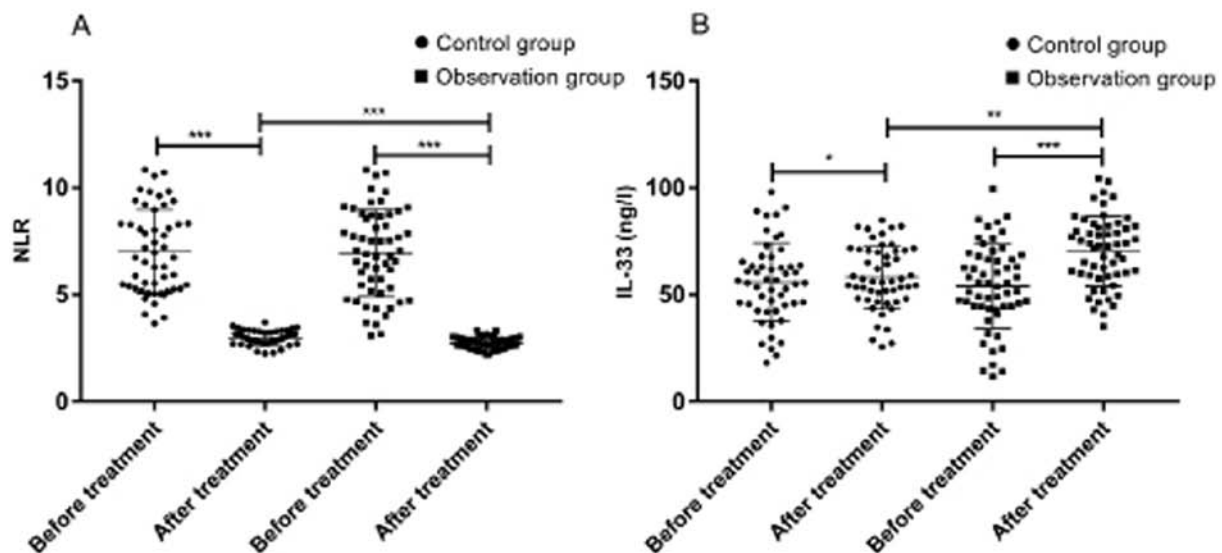 A
Control group
Observation group
NLR
15
10
5
0
***
***
***
Before treatment
After treatment
Before treatment
After treatment
B
Control group
Observation group
IL-33 (ng/l)
150
100
50
0
**
*
***
Before treatment
After treatment
Before treatment
After treatment